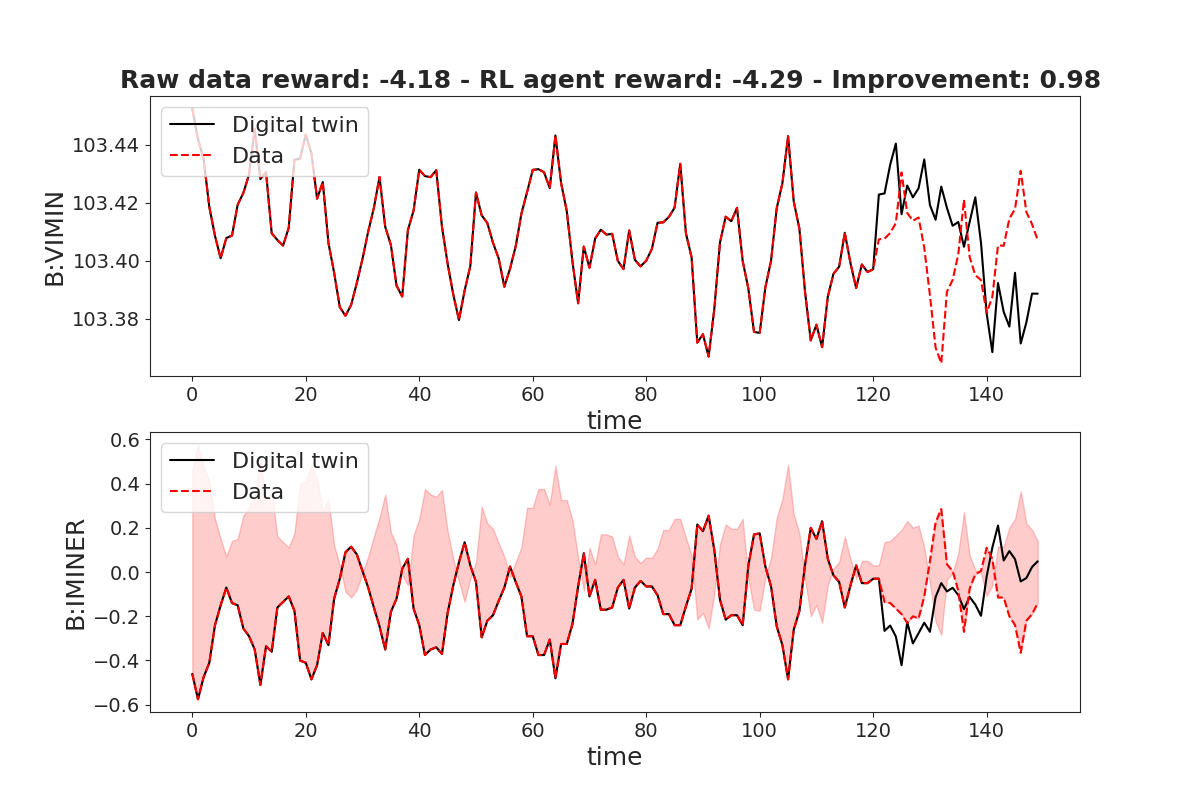 Raw data reward: -4.18 - RL agent reward: -4.29 - Improvement: 0.98
Digital twin
Data
B:VIMIN
103.44
103.42
103.40
103.38
0 20 40 60 80 100 120 140
time
Digital twin
Data
B:IMINER
0.6
0.4
0.2
0.0
−0.2
−0.4
−0.6
0 20 40 60 80 100 120 140
time